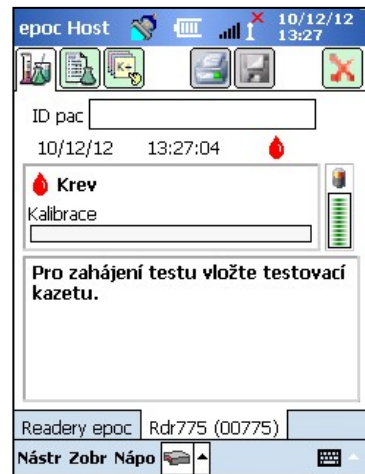 epoc Host 10/12/12
13:27
K+
ID pac
10/12/12 13:27:04
Krev
Kalibrace
Pro zahájení testu vložte testovací
kazetu.
Readery epoc Rdr775 (00775)
Nástr Zobr Nápo